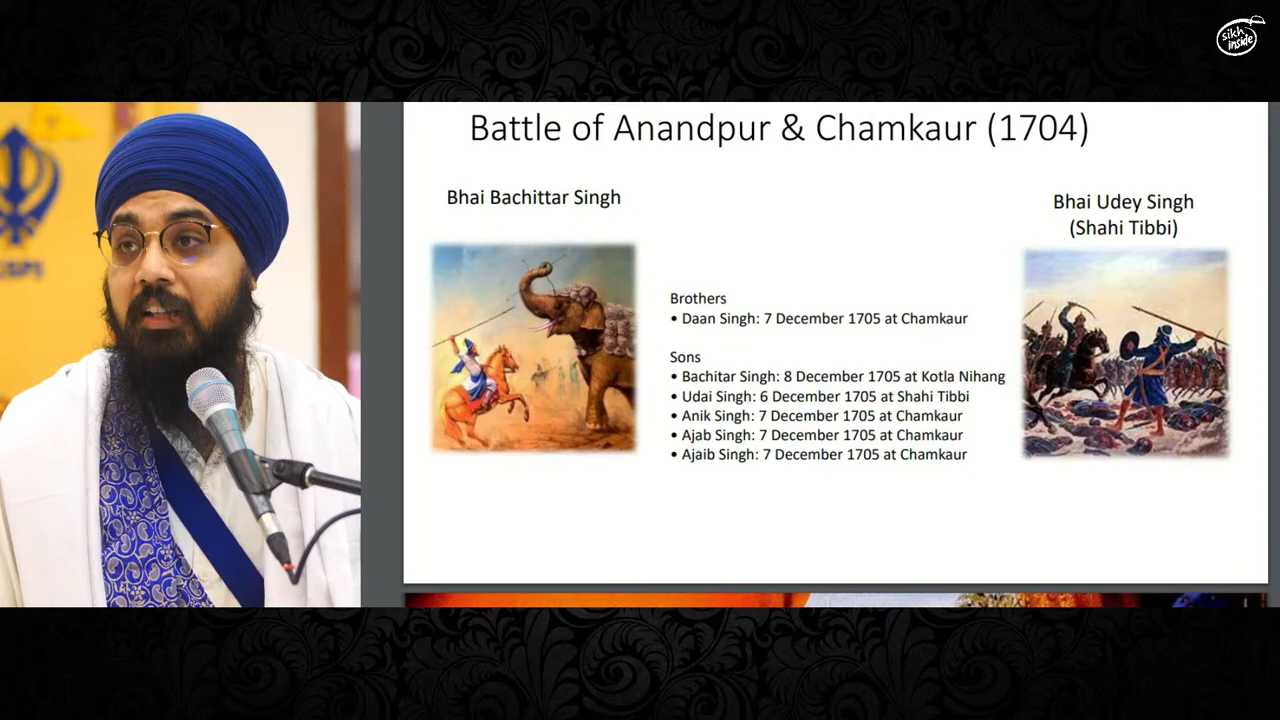 sikh
inside
Battle of Anandpur & Chamkaur (1704)
Bhai Bachittar Singh
Bhai Udey Singh
(Shahi Tibbi)
Brothers
• Daan Singh: 7 December 1705 at Chamkaur
Sons
• Bachitar Singh: 8 December 1705 at Kotla Nihang
• Udai Singh: 6 December 1705 at Shahi Tibbi
• Anik Singh: 7 December 1705 at Chamkaur
• Ajab Singh: 7 December 1705 at Chamkaur
• Ajaib Singh: 7 December 1705 at Chamkaur